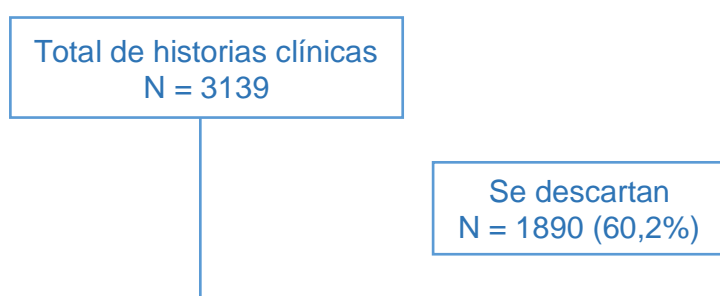 Total de historias clínicas
N = 3139
Se descartan
N = 1890 (60,2%)